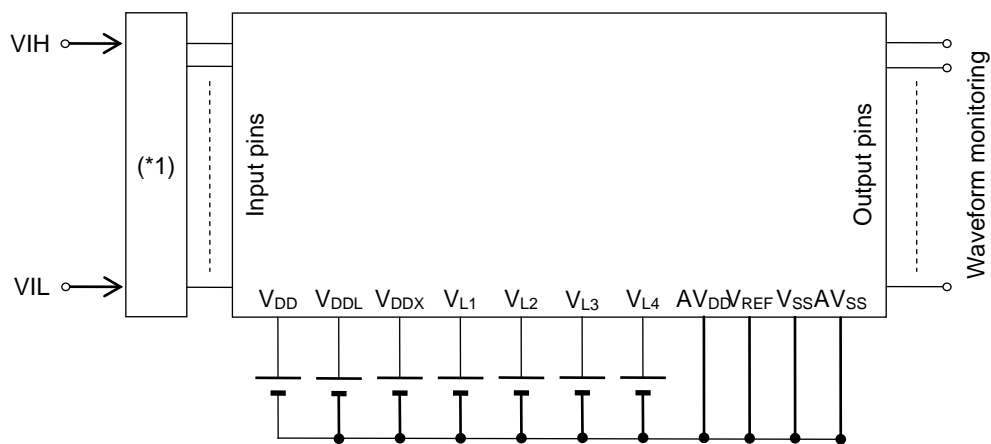 VIH
(*1)
VIL
Input pins
Output pins
Waveform monitoring
VDD VDDL VDDX VL1 VL2 VL3 VL4 AVDD VREF VSS AVSS